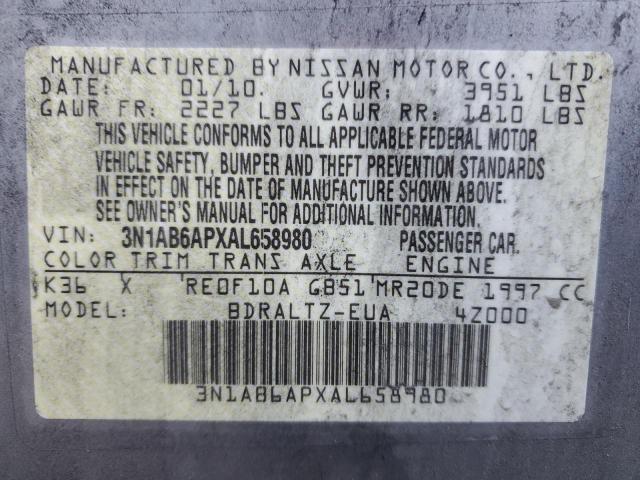 MANUFACTURED BY NISSAN MOTOR CO., LTD.
DATE: 01/10. GVWR: 3951 LBS
GAWR FR: 2227 LBS GAWR RR: 1810 LBS
THIS VEHICLE CONFORMS TO ALL APPLICABLE FEDERAL MOTOR
VEHICLE SAFETY, BUMPER AND THEFT PREVENTION STANDARDS
IN EFFECT ON THE DATE OF MANUFACTURE SHOWN ABOVE.
SEE OWNER'S MANUAL FOR ADDITIONAL INFORMATION
VIN: 3N1AB6APXAL658980 PASSENGER CAR.
COLOR TRIM TRANS AXLE ENGINE
K36 X RE0F10A G851 MR20DE 1997 CC
MODEL: BDRALTZ-EUA 4Z000
3N1AB6APXAL658980